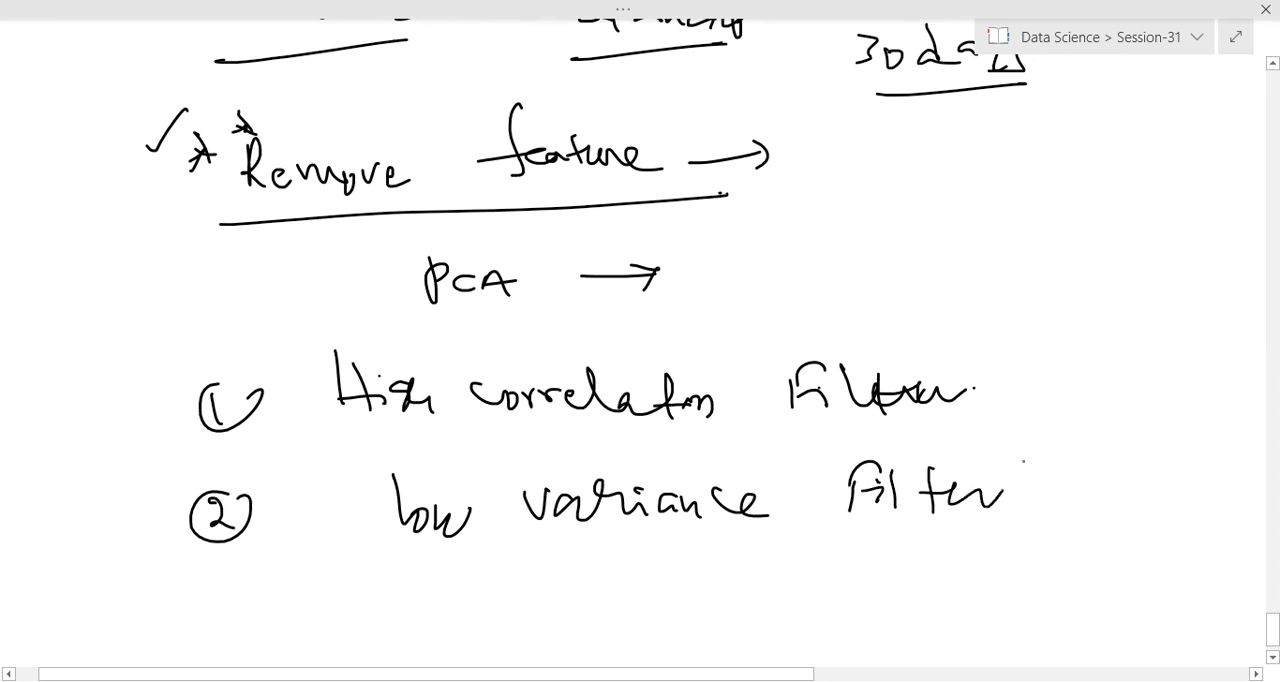 Data Science > Session-31
3D data
Remove feature →
PCA →
① High correlation Filter
② low variance Filter